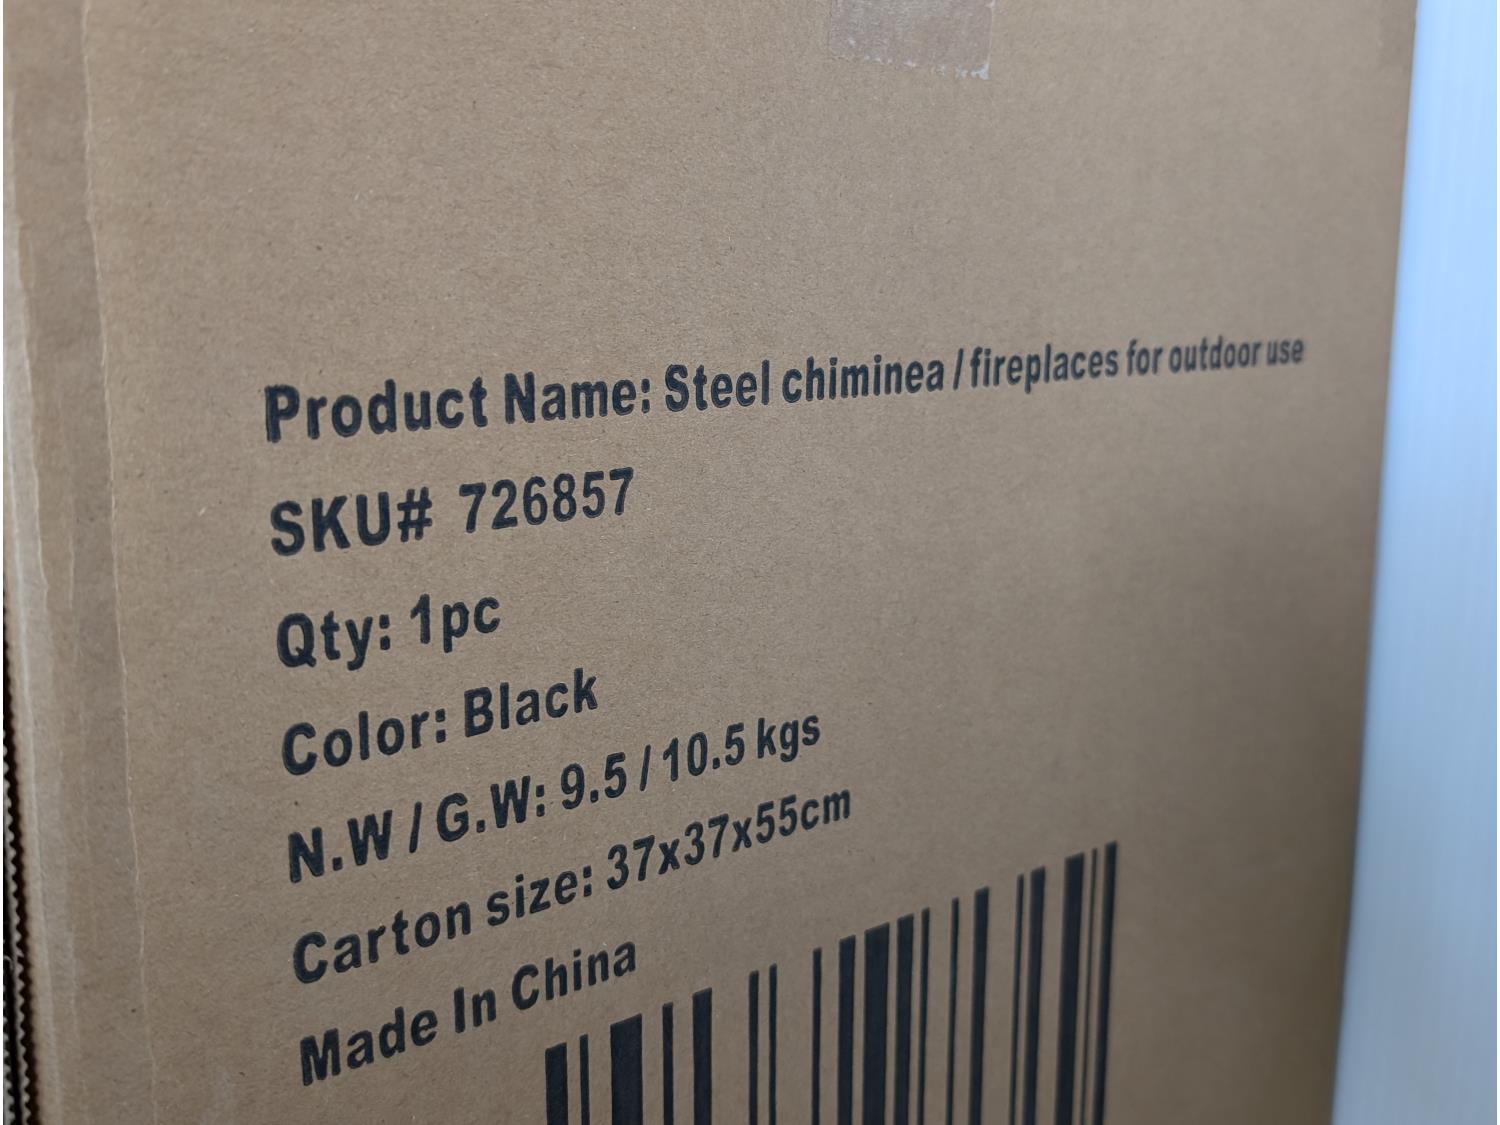 Product Name: Steel chiminea / fireplaces for outdoor use
SKU# 726857
Qty: 1pc
Color: Black
N.W / G.W: 9.5 / 10.5 kgs
Carton size: 37x37x55cm
Made In China